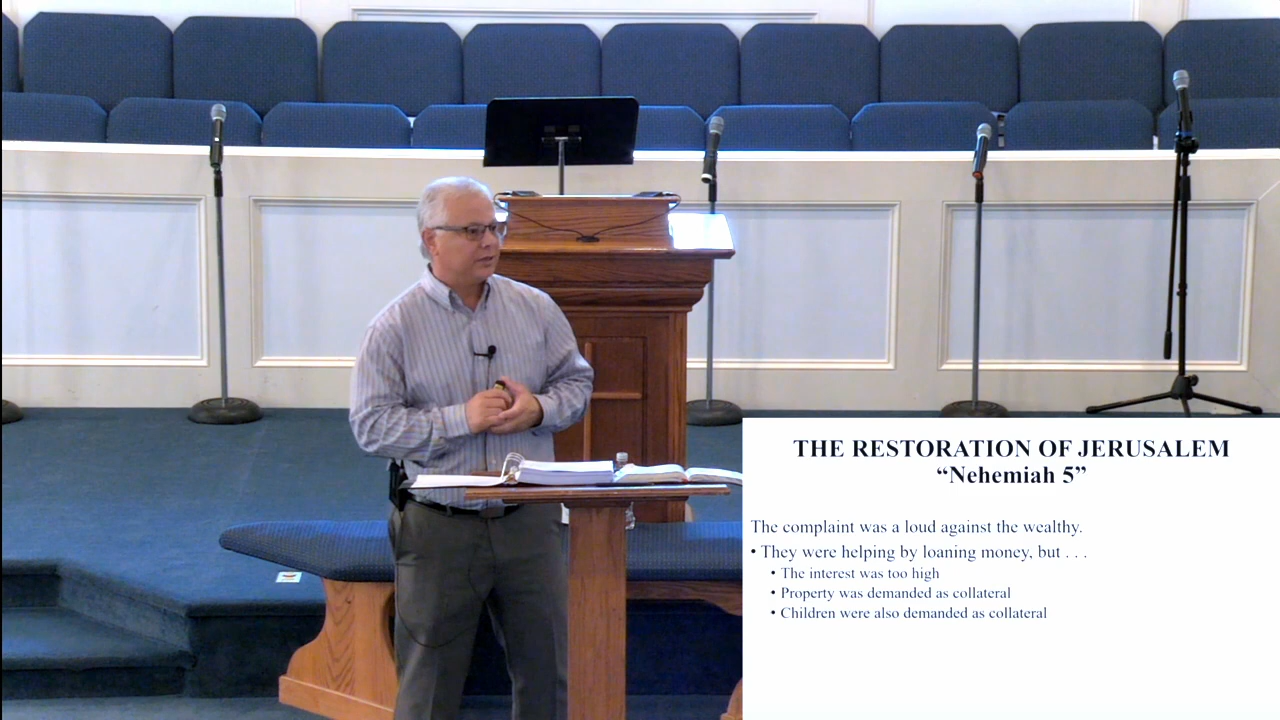 THE RESTORATION OF JERUSALEM
“Nehemiah 5”
The complaint was a loud against the wealthy.
• They were helping by loaning money, but . . .
• The interest was too high
• Property was demanded as collateral
• Children were also demanded as collateral